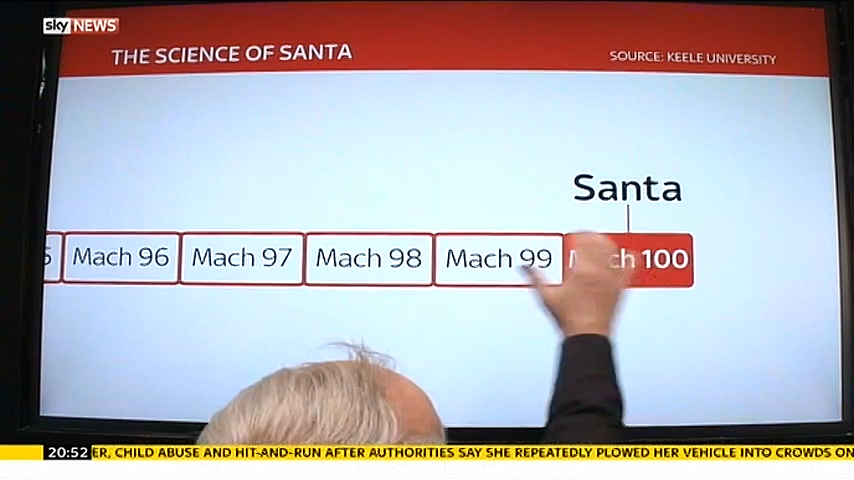 sky NEWS
THE SCIENCE OF SANTA
SOURCE: KEELE UNIVERSITY
Santa
Mach 96 Mach 97 Mach 98 Mach 99 100
20:52 ER, CHILD ABUSE AND HIT-AND-RUN AFTER AUTHORITIES SAY SHE REPEATEDLY PLOWED HER VEHICLE INTO CROWDS ON